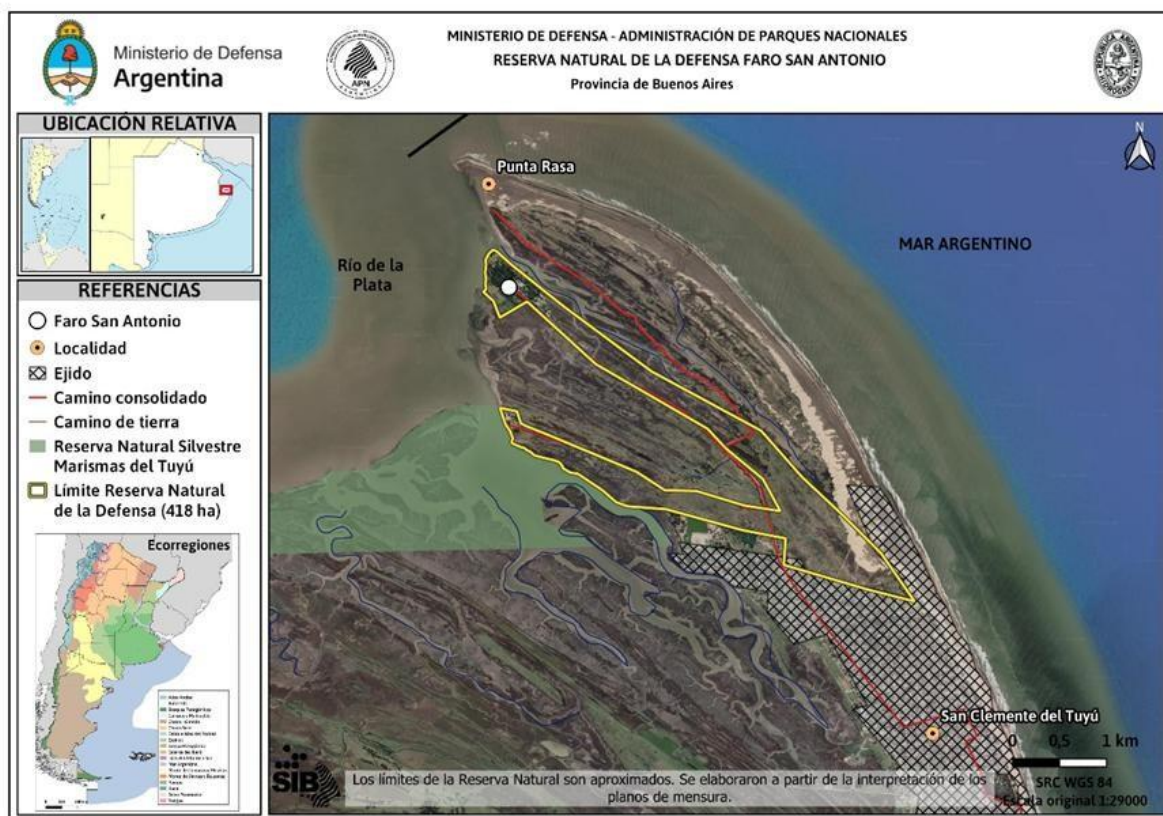 Ministerio de Defensa
Argentina
APN
MINISTERIO DE DEFENSA - ADMINISTRACIÓN DE PARQUES NACIONALES
RESERVA NATURAL DE LA DEFENSA FARO SAN ANTONIO
Provincia de Buenos Aires
UBICACIÓN RELATIVA
REFERENCIAS
Faro San Antonio
Localidad
Ejido
Camino consolidado
Camino de tierra
Reserva Natural Silvestre
Marismas del Tuyú
Límite Reserva Natural
de la Defensa (418 ha)
Ecorregiones
N
Punta Rasa
MAR ARGENTINO
Río de la
Plata
San Clemente del Tuyú
0 0,5 1 km
SRC WGS 84
Escala original 1:29000
SIB
Los límites de la Reserva Natural son aproximados. Se elaboraron a partir de la interpretación de los
planos de mensura.